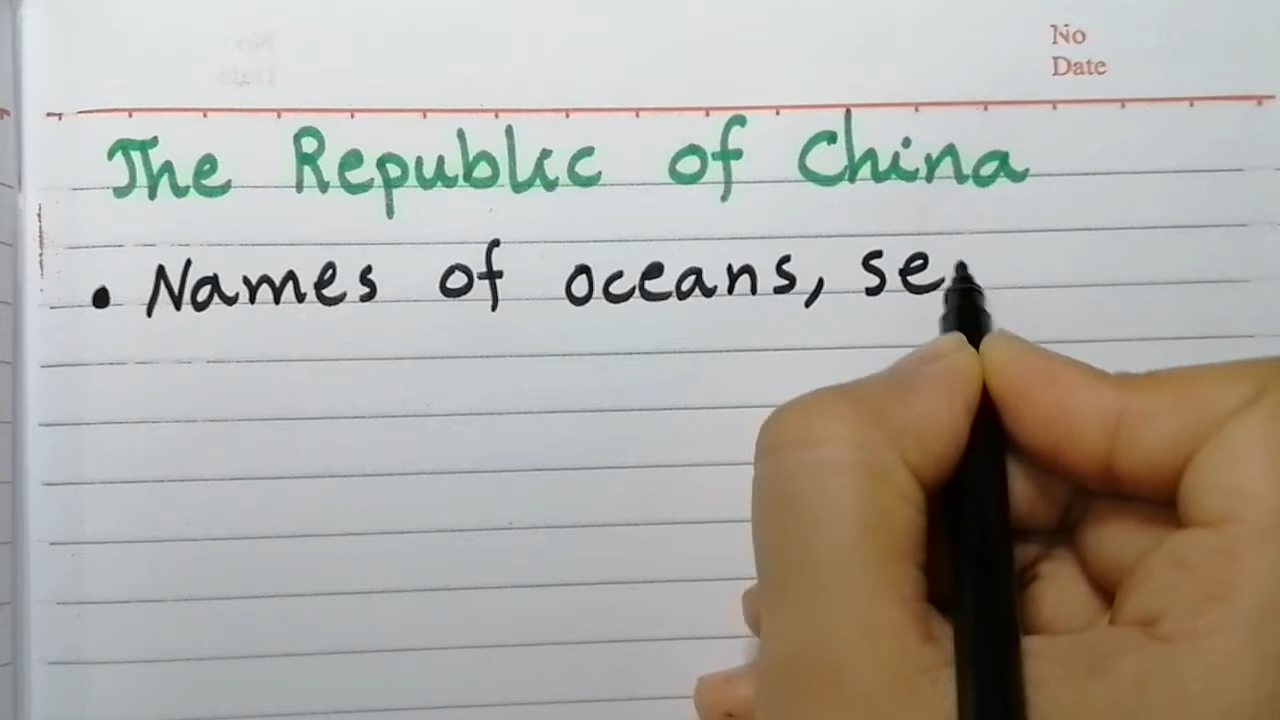 No
Date
The Republic of China
• Names of oceans, se